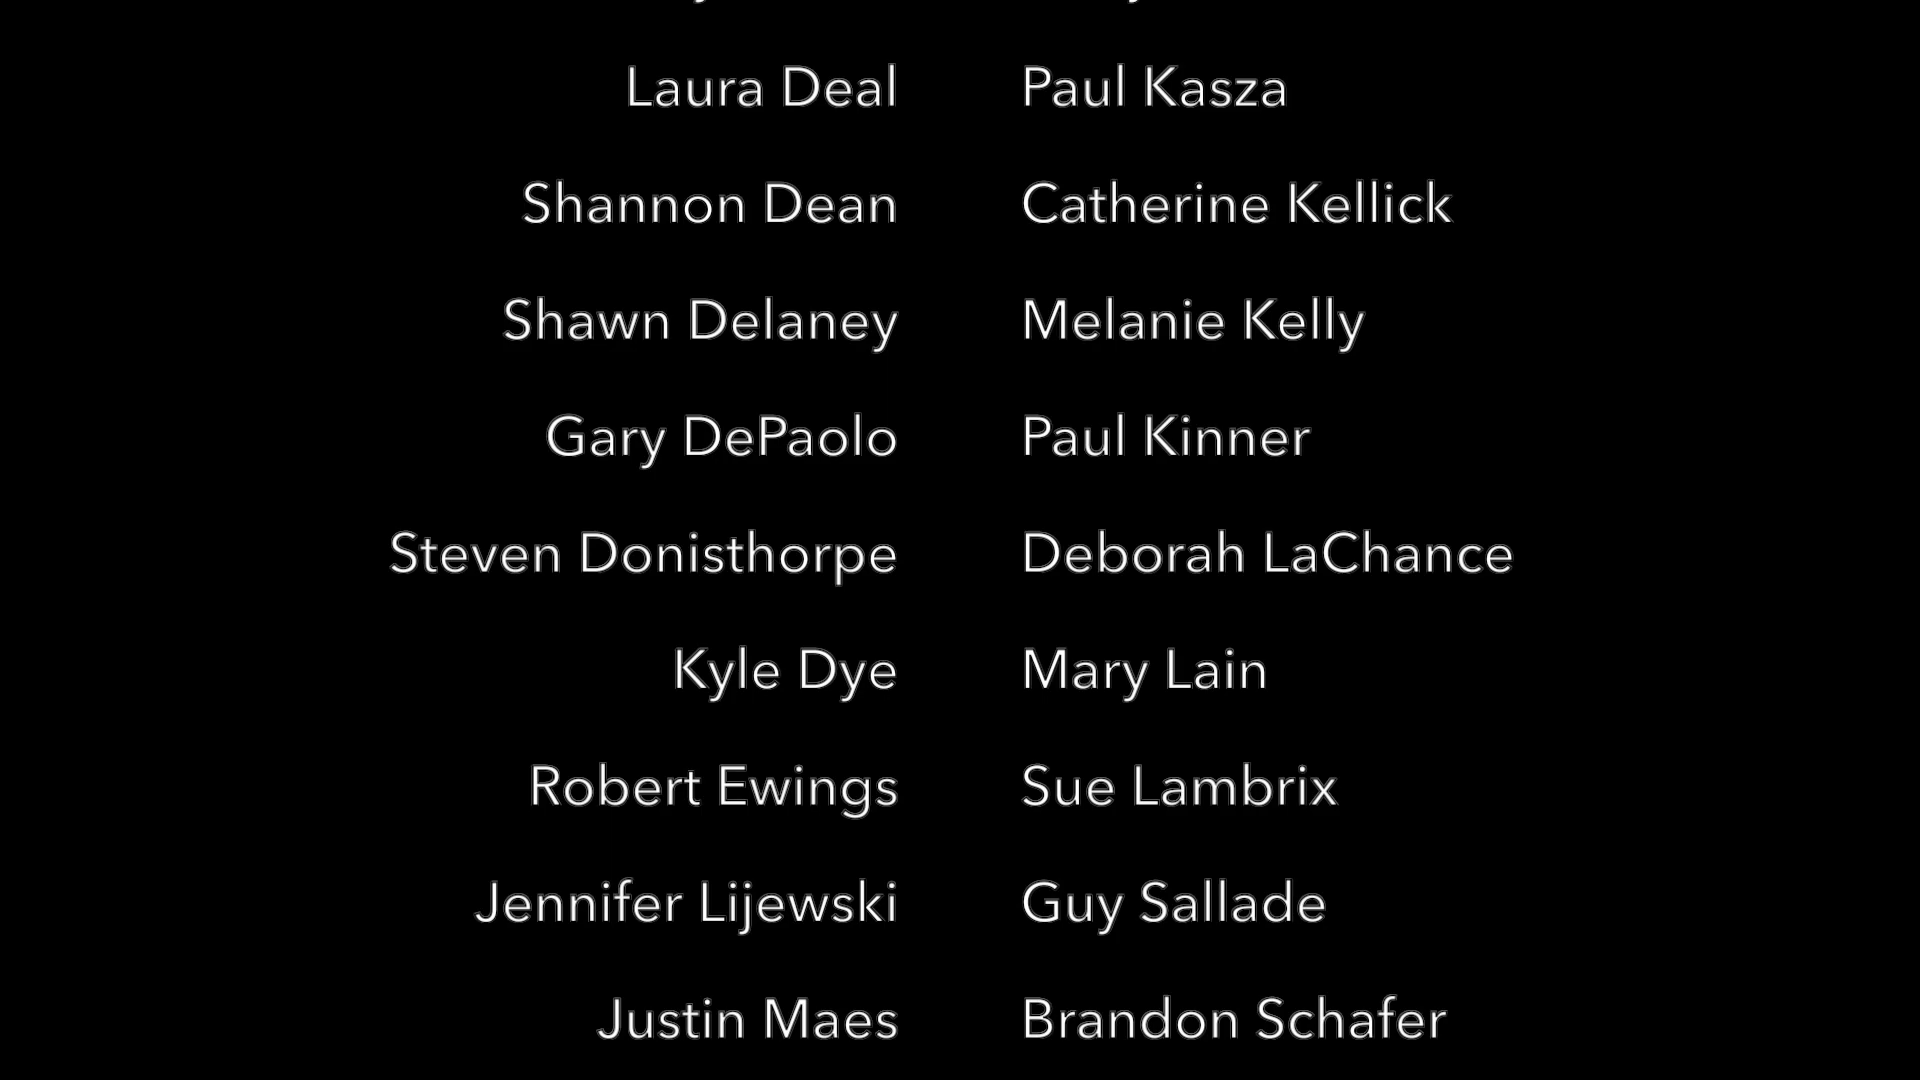 Laura Deal Paul Kasza
Shannon Dean Catherine Kellick
Shawn Delaney Melanie Kelly
Gary DePaolo Paul Kinner
Steven Donisthorpe Deborah LaChance
Kyle Dye Mary Lain
Robert Ewings Sue Lambrix
Jennifer Lijewski Guy Sallade
Justin Maes Brandon Schafer